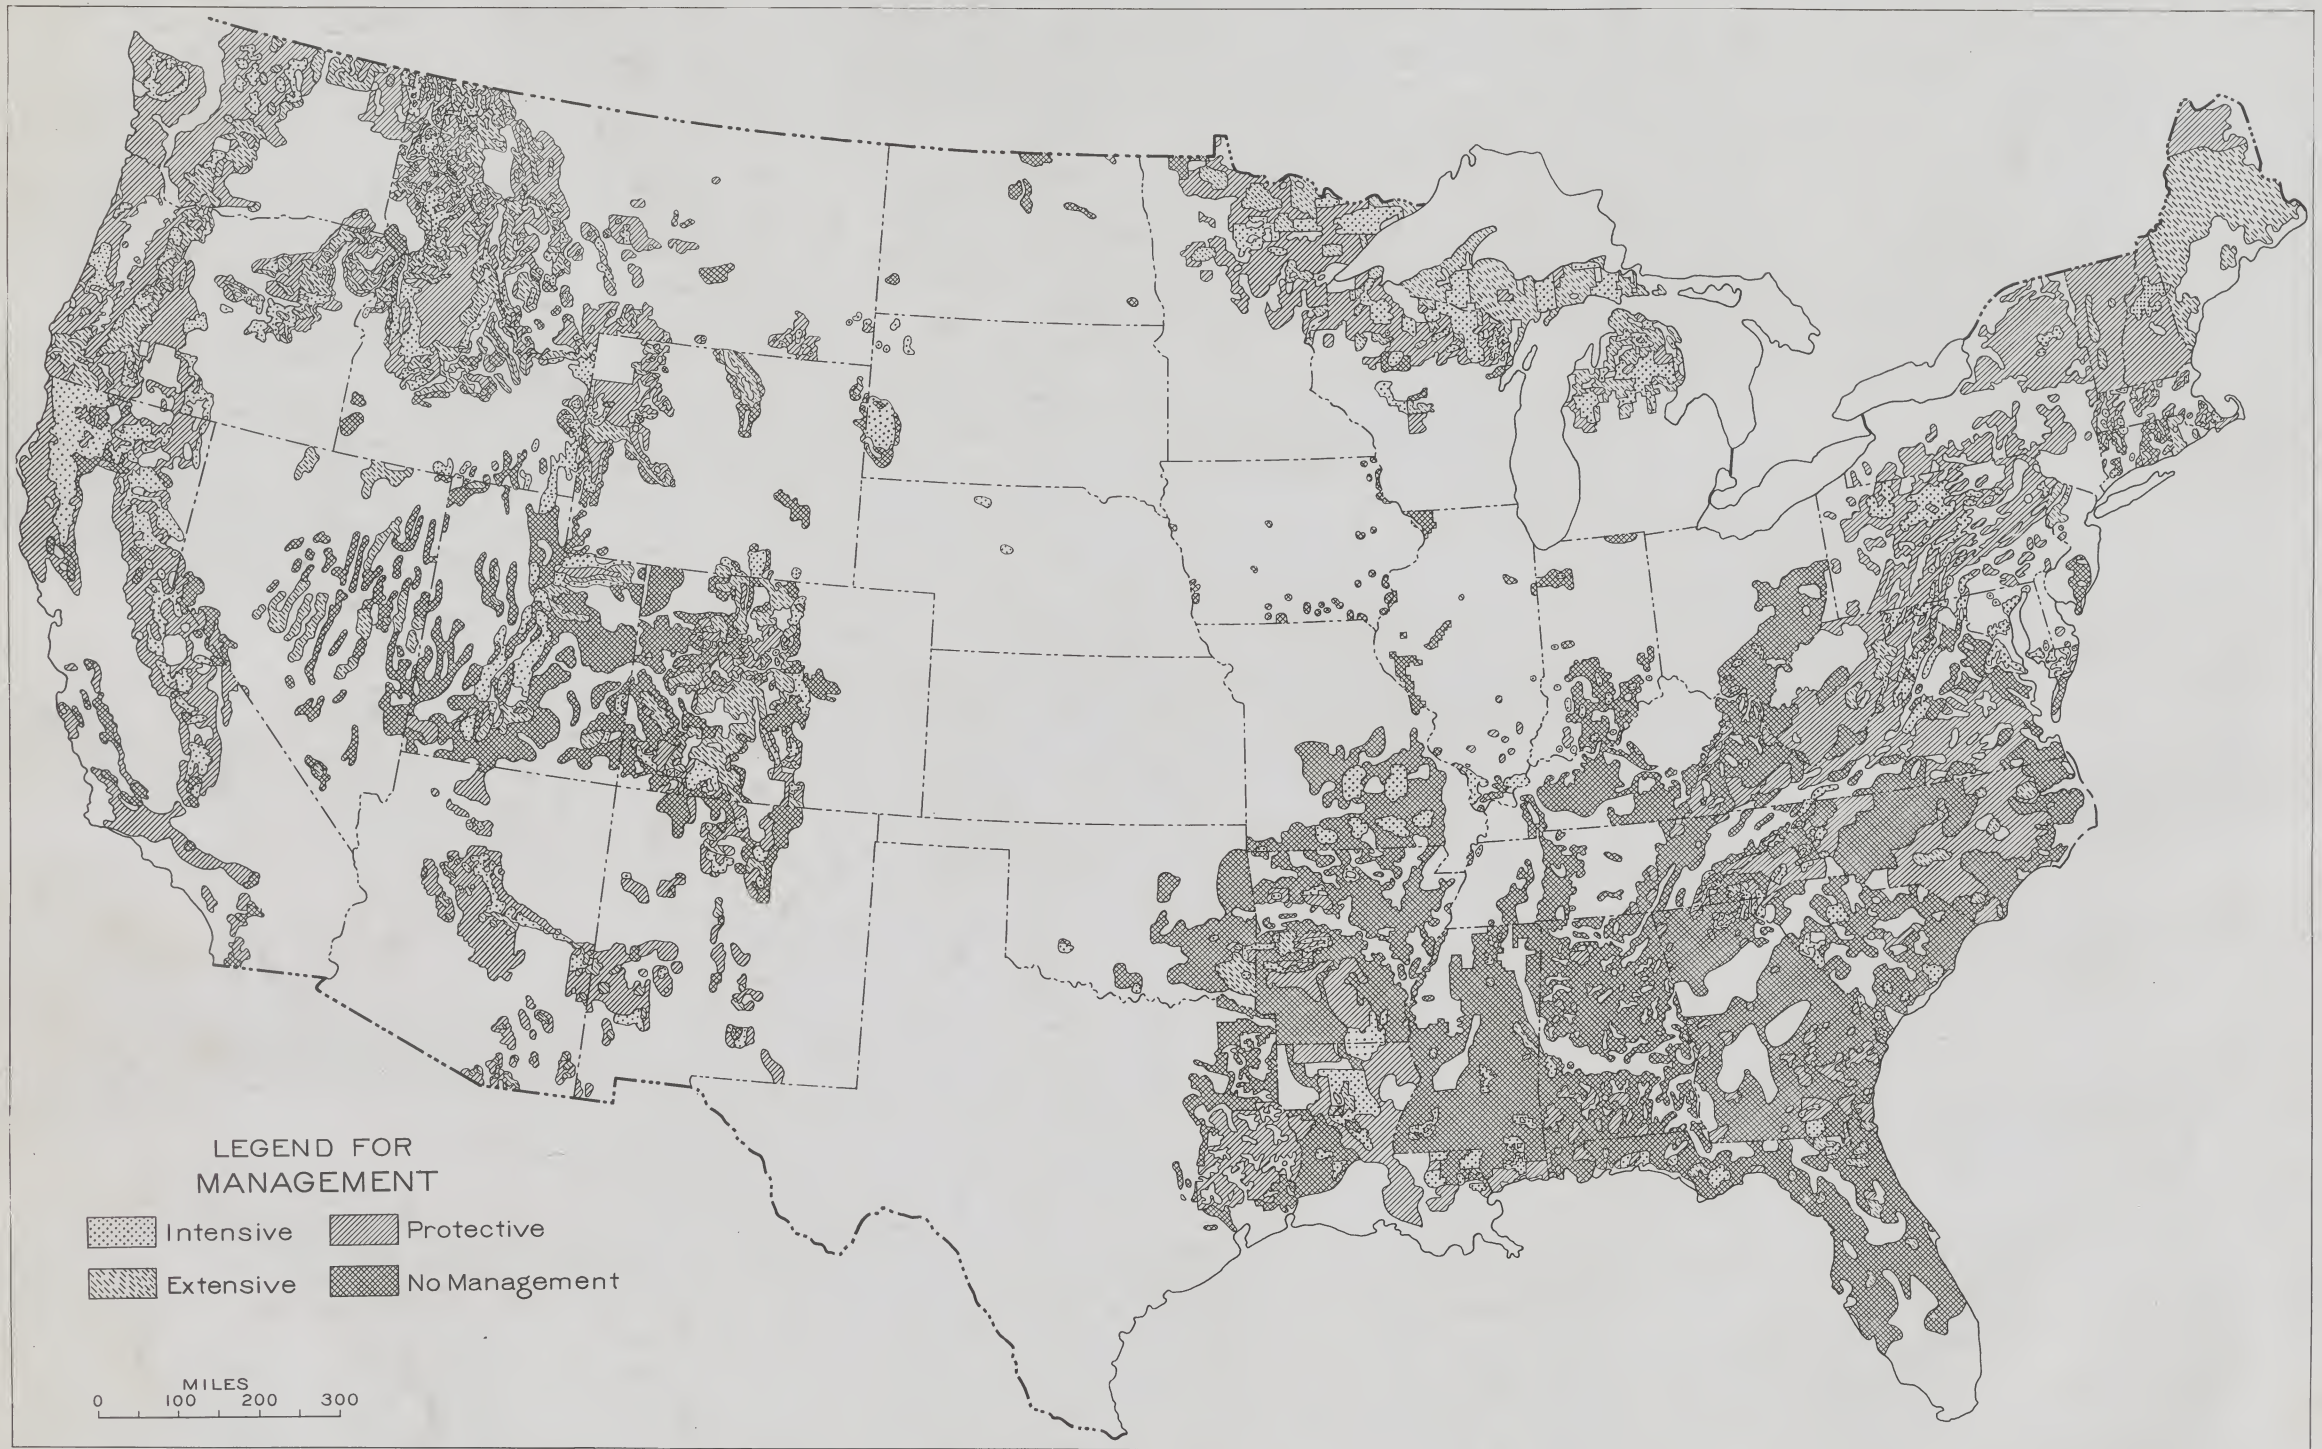 LEGEND FOR
MANAGEMENT
Intensive
Protective
Extensive
No Management
MILES
0 100 200 300